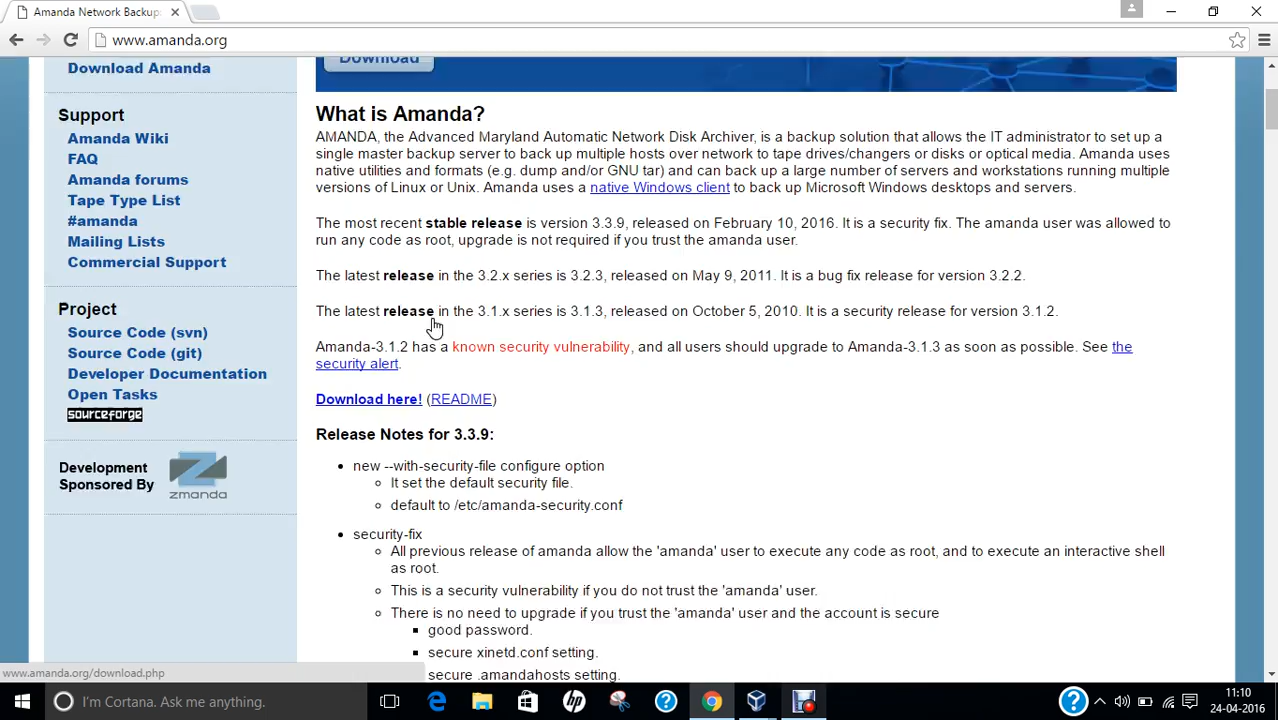 Amanda Network Backup:
www.amanda.org
Download Amanda
Support
Amanda Wiki
FAQ
Amanda forums
Tape Type List
#amanda
Mailing Lists
Commercial Support
Project
Source Code (svn)
Source Code (git)
Developer Documentation
Open Tasks
sourceforge
Development
Sponsored By
zmanda
Download
What is Amanda?
AMANDA, the Advanced Maryland Automatic Network Disk Archiver, is a backup solution that allows the IT administrator to set up a
single master backup server to back up multiple hosts over network to tape drives/changers or disks or optical media. Amanda uses
native utilities and formats (e.g. dump and/or GNU tar) and can back up a large number of servers and workstations running multiple
versions of Linux or Unix. Amanda uses a native Windows client to back up Microsoft Windows desktops and servers.
The most recent stable release is version 3.3.9, released on February 10, 2016. It is a security fix. The amanda user was allowed to
run any code as root, upgrade is not required if you trust the amanda user.
The latest release in the 3.2.x series is 3.2.3, released on May 9, 2011. It is a bug fix release for version 3.2.2.
The latest release in the 3.1.x series is 3.1.3, released on October 5, 2010. It is a security release for version 3.1.2.
Amanda-3.1.2 has a known security vulnerability, and all users should upgrade to Amanda-3.1.3 as soon as possible. See the
security alert.
Download here! (README)
Release Notes for 3.3.9:
new --with-security-file configure option
It set the default security file.
default to /etc/amanda-security.conf
security-fix
All previous release of amanda allow the 'amanda' user to execute any code as root, and to execute an interactive shell
as root.
This is a security vulnerability if you do not trust the 'amanda' user.
There is no need to upgrade if you trust the 'amanda' user and the account is secure
good password.
secure xinetd.conf setting.
secure .amandahosts setting.
www.amanda.org/download.php
I'm Cortana. Ask me anything.
11:10
24-04-2016